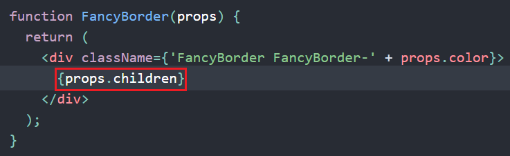 function FancyBorder(props) {
  return (
    <div className={'FancyBorder FancyBorder-' + props.color}>
      {props.children}
    </div>
  );
}